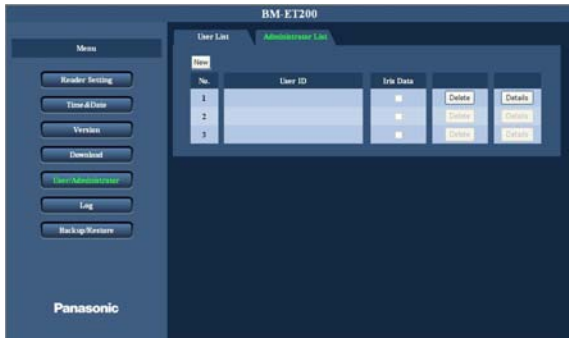 BM-ET200
User List Administrator List
Menu
New
No. User ID Iris Data
Reader Setting
1 Delete Details
Time&Date
2 Delete Details
Version
3 Delete Details
Download
User/Administrator
Log
Backup/Restore
Panasonic